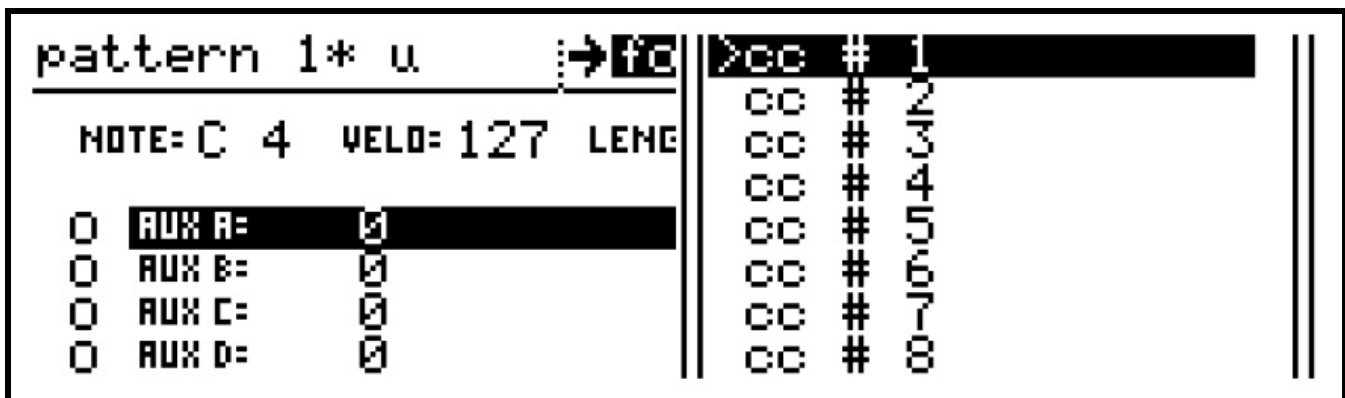 pattern 1* u →fc
NOTE= C 4 VELO= 127 LENG
O AUX A= 0
O AUX B= 0
O AUX C= 0
O AUX D= 0
>cc # 1
cc # 2
cc # 3
cc # 4
cc # 5
cc # 6
cc # 7
cc # 8